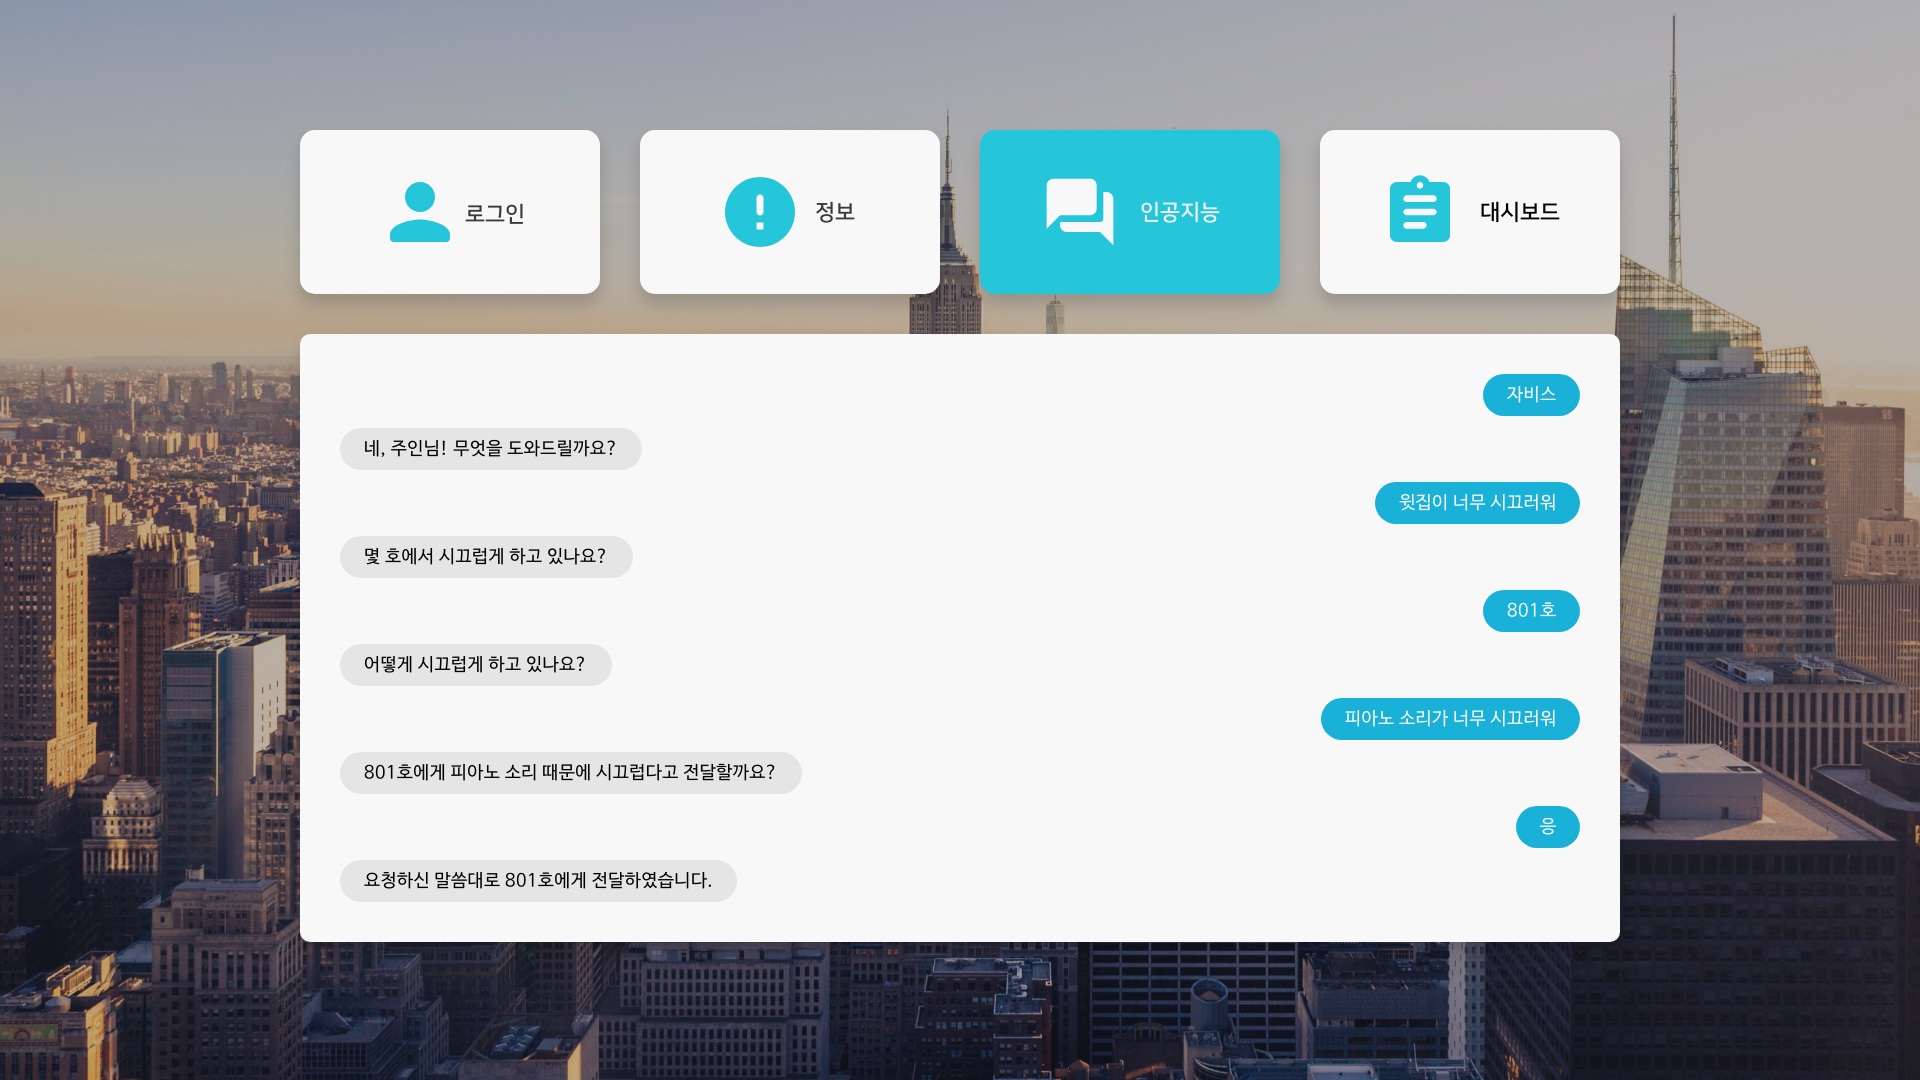 로그인
정보
인공지능
대시보드
자비스
네, 주인님! 무엇을 도와드릴까요?
윗집이 너무 시끄러워
몇 호에서 시끄럽게 하고 있나요?
801호
어떻게 시끄럽게 하고 있나요?
피아노 소리가 너무 시끄러워
801호에게 피아노 소리 때문에 시끄럽다고 전달할까요?
응
요청하신 말씀대로 801호에게 전달하였습니다.